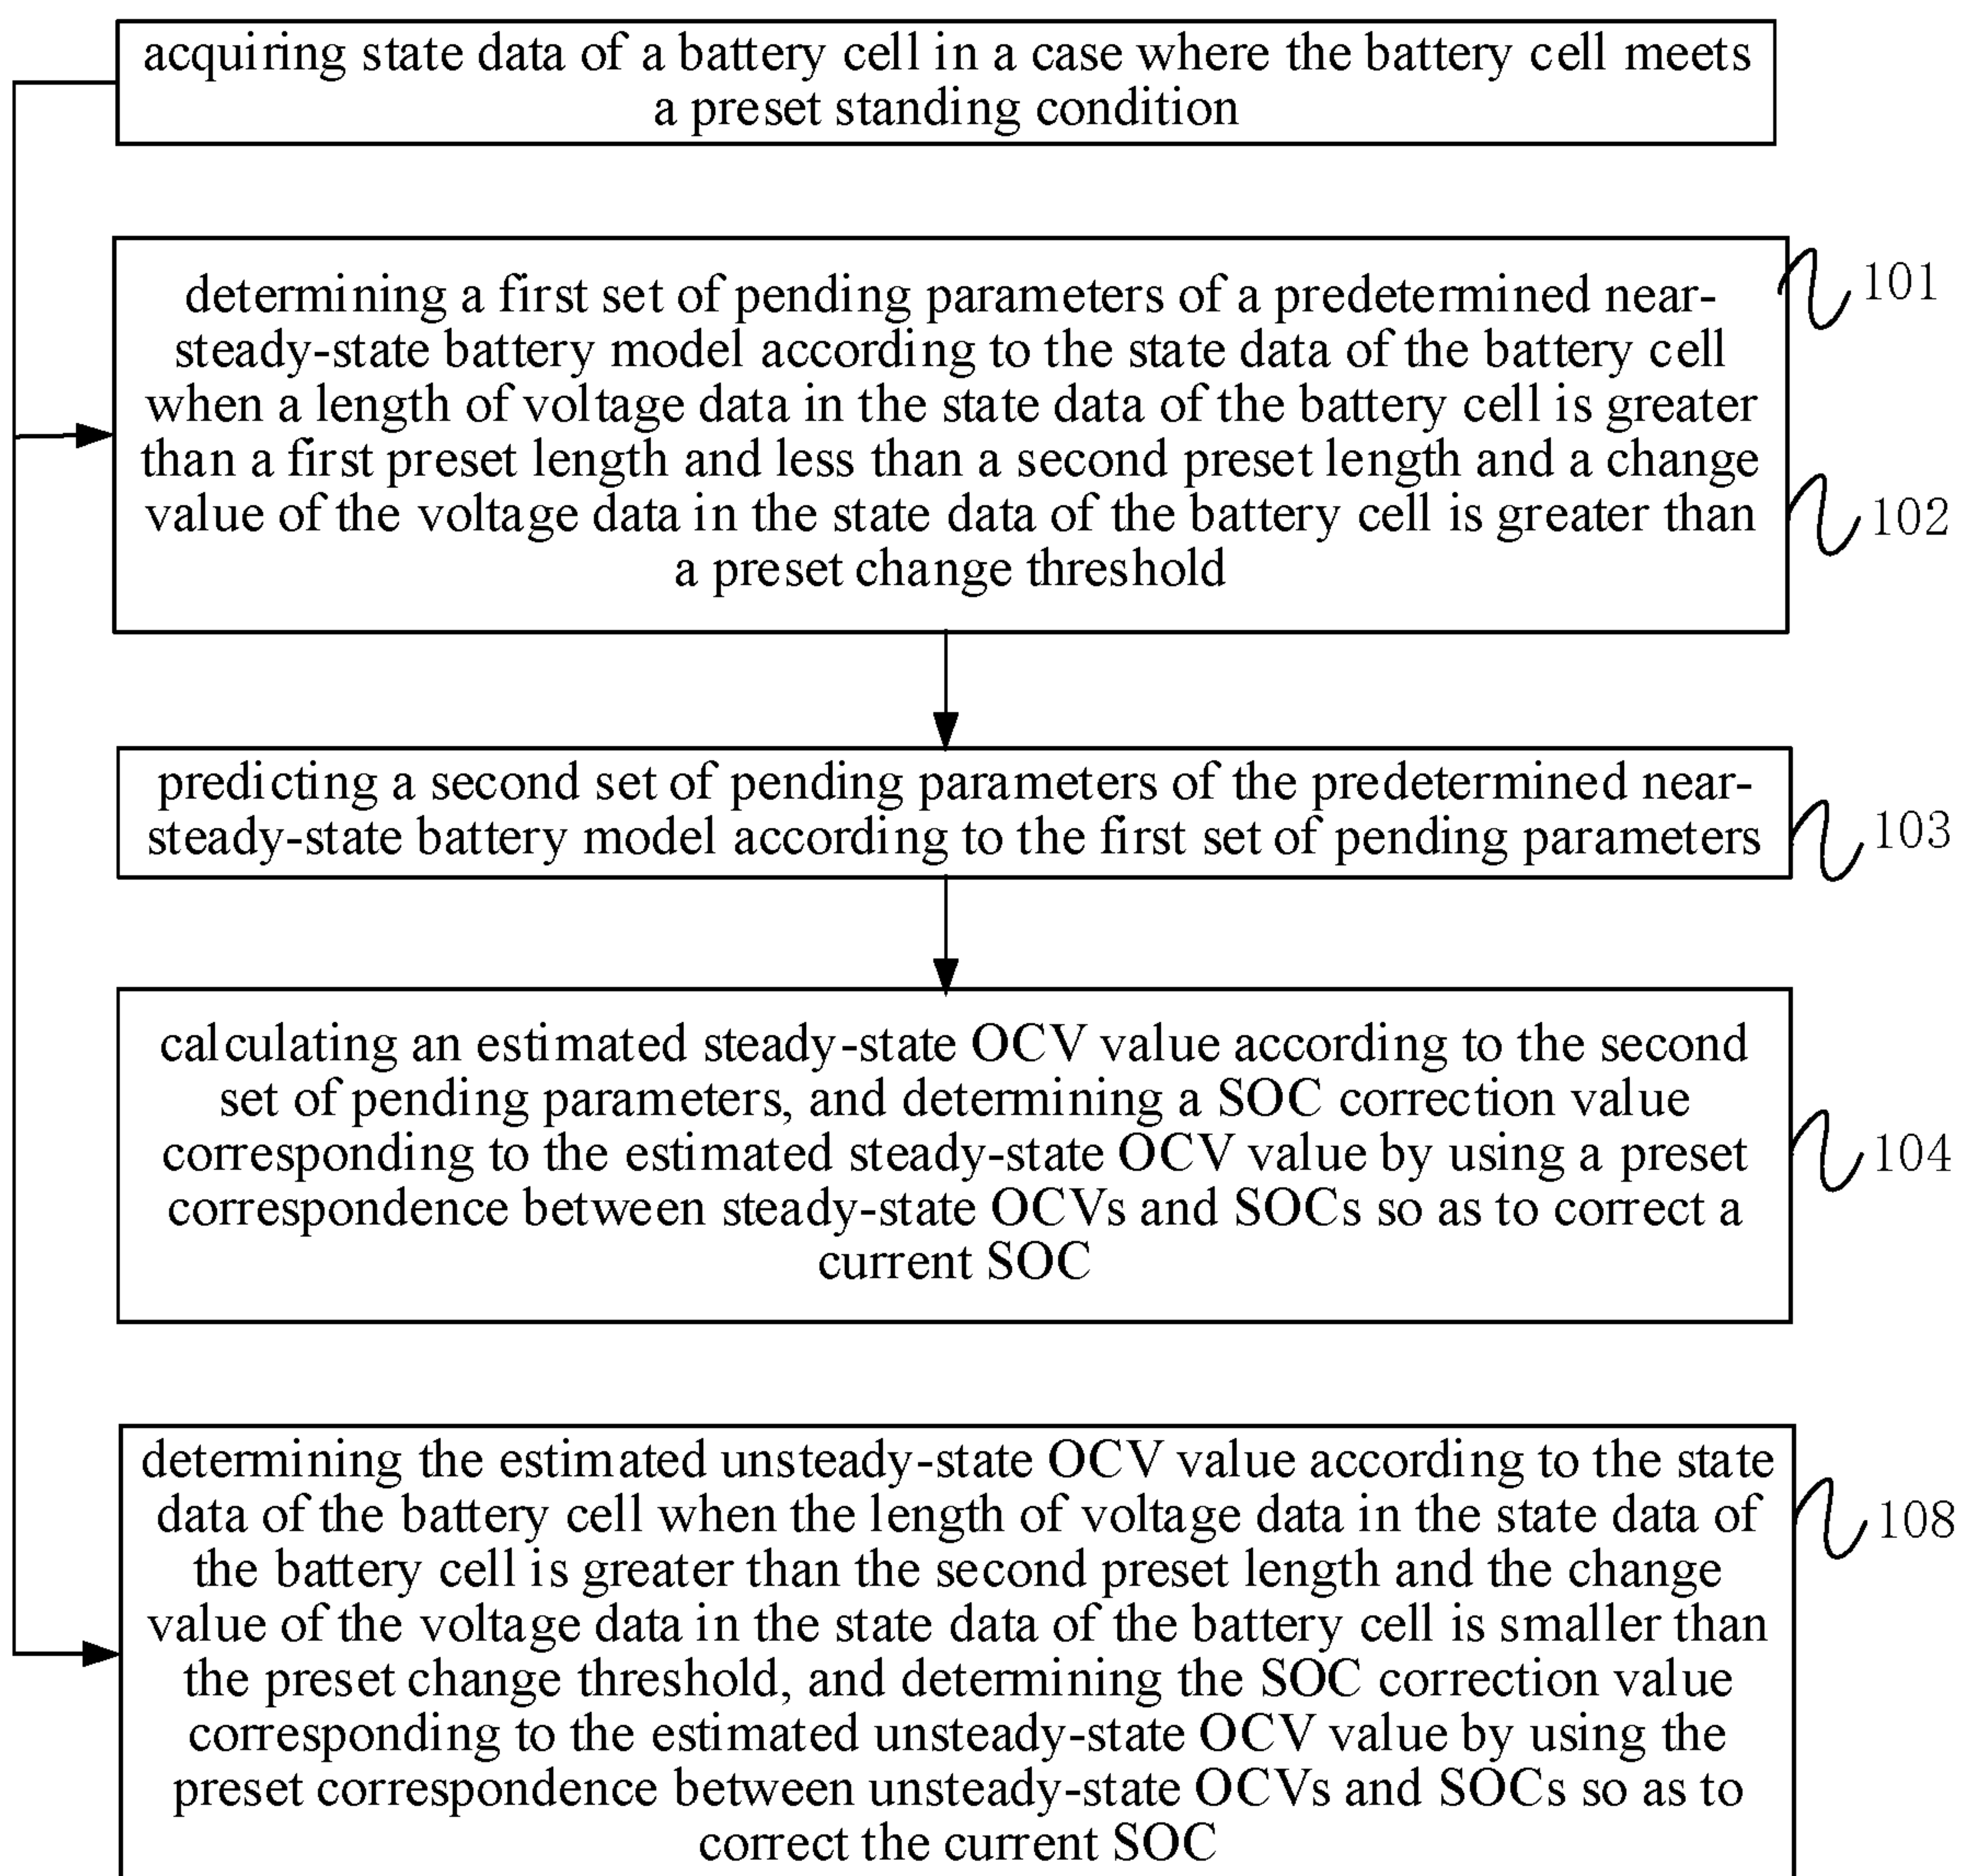 acquiring state data of a battery cell in a case where the battery cell meets
a preset standing condition
determining a first set of pending parameters of a predetermined near-
steady-state battery model according to the state data of the battery cell
when a length of voltage data in the state data of the battery cell is greater
than a first preset length and less than a second preset length and a change
value of the voltage data in the state data of the battery cell is greater than
a preset change threshold
101
102
predicting a second set of pending parameters of the predetermined near-
steady-state battery model according to the first set of pending parameters
103
calculating an estimated steady-state OCV value according to the second
set of pending parameters, and determining a SOC correction value
corresponding to the estimated steady-state OCV value by using a preset
correspondence between steady-state OCVs and SOCs so as to correct a
current SOC
104
determining the estimated unsteady-state OCV value according to the state
data of the battery cell when the length of voltage data in the state data of
the battery cell is greater than the second preset length and the change
value of the voltage data in the state data of the battery cell is smaller than
the preset change threshold, and determining the SOC correction value
corresponding to the estimated unsteady-state OCV value by using the
preset correspondence between unsteady-state OCVs and SOCs so as to
correct the current SOC
108